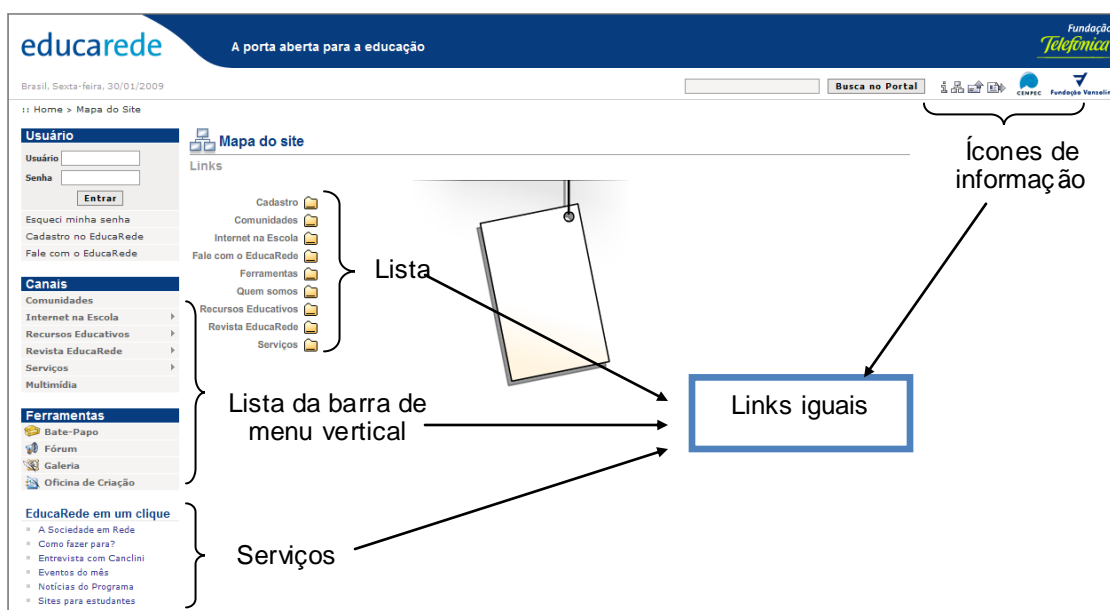 educarede
A porta aberta para a educação
Fundação
Telefónica
Brasil, Sexta-feira, 30/01/2009
Busca no Portal
CENPEC
Fundação Vanzolini
:: Home > Mapa do Site
Usuário
Usuário
Senha
Entrar
Esqueci minha senha
Cadastro no EducaRede
Fale com o EducaRede
Canais
Comunidades
Internet na Escola
Recursos Educativos
Revista EducaRede
Serviços
Multimídia
Ferramentas
Bate-Papo
Fórum
Galeria
Oficina de Criação
EducaRede em um clique
A Sociedade em Rede
Como fazer para?
Entrevista com Canclini
Eventos do mês
Notícias do Programa
Sites para estudantes
Mapa do site
Links
Cadastro
Comunidades
Internet na Escola
Fale com o EducaRede
Ferramentas
Quem somos
Recursos Educativos
Revista EducaRede
Serviços
Lista
Lista da barra de
menu vertical
Serviços
Ícones de
informação
Links iguais